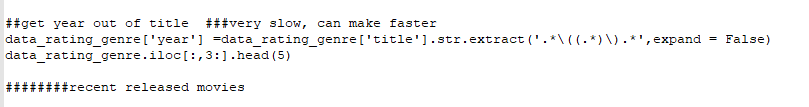 ##get year out of title  ###very slow, can make faster
data_rating_genre['year'] =data_rating_genre['title'].str.extract('.*\((.*)\).*',expand = False)
data_rating_genre.iloc[:,3:].head(5)
########recent released movies